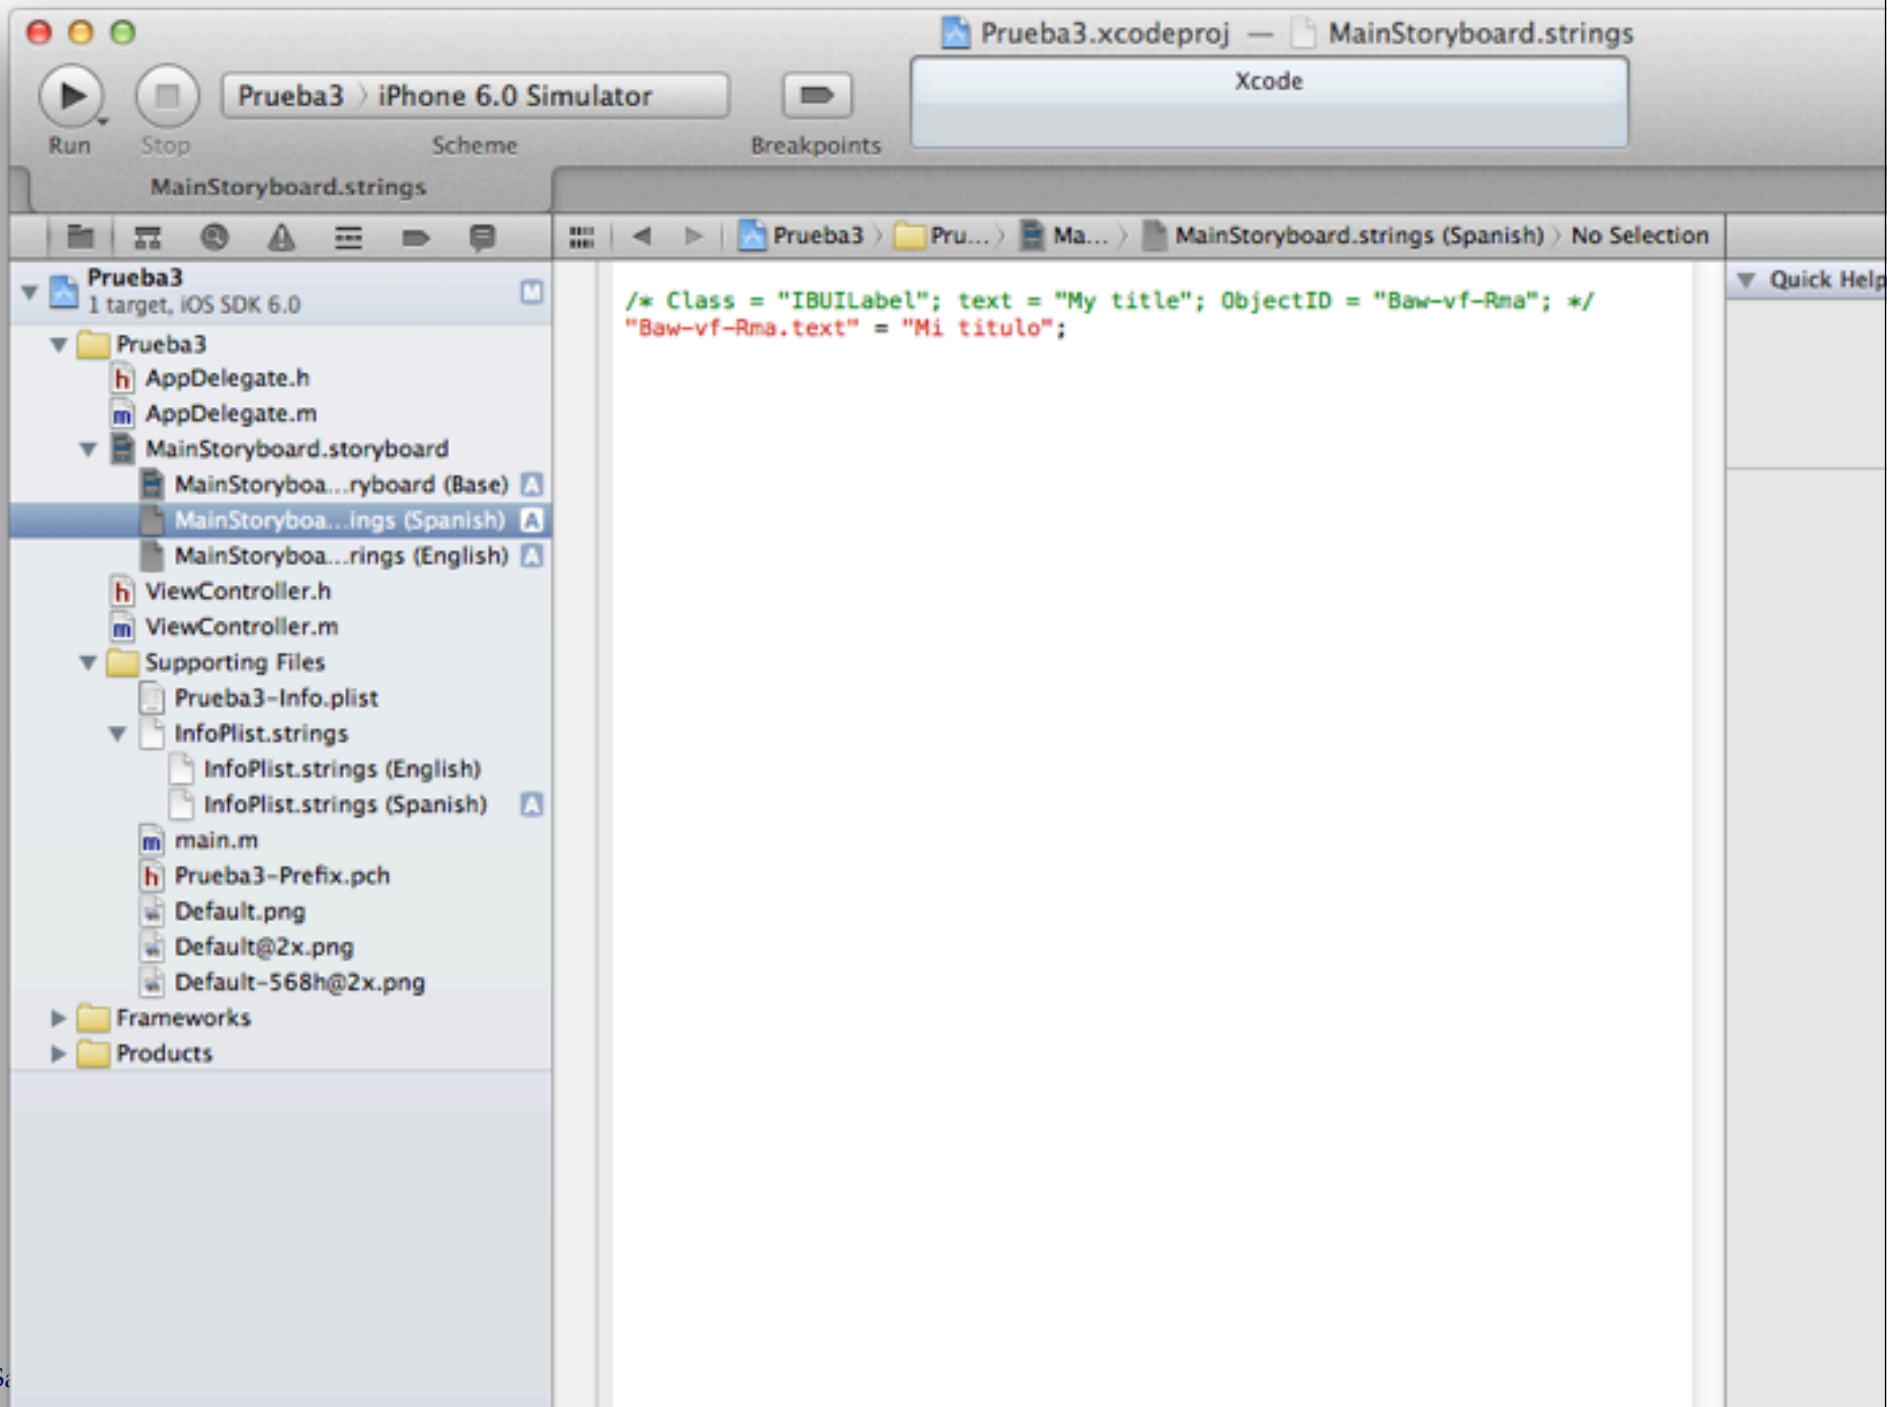 Prueba3.xcodeproj — MainStoryboard.strings
Prueba3 〉 iPhone 6.0 Simulator
Xcode
Run Stop Scheme Breakpoints
MainStoryboard.strings
Prueba3 〉 Pru... 〉 Ma... 〉 MainStoryboard.strings (Spanish) 〉 No Selection
Prueba3 M
1 target, iOS SDK 6.0
Prueba3
h AppDelegate.h
m AppDelegate.m
MainStoryboard.storyboard
MainStoryboa...ryboard (Base) A
MainStoryboa...ings (Spanish) A
MainStoryboa...rings (English) A
h ViewController.h
m ViewController.m
Supporting Files
Prueba3-Info.plist
InfoPlist.strings
InfoPlist.strings (English)
InfoPlist.strings (Spanish) A
m main.m
h Prueba3-Prefix.pch
Default.png
Default@2x.png
Default-568h@2x.png
Frameworks
Products
/* Class = "IBUILabel"; text = "My title"; ObjectID = "Baw-vf-Rma"; */
"Baw-vf-Rma.text" = "Mi titulo";
Quick Help